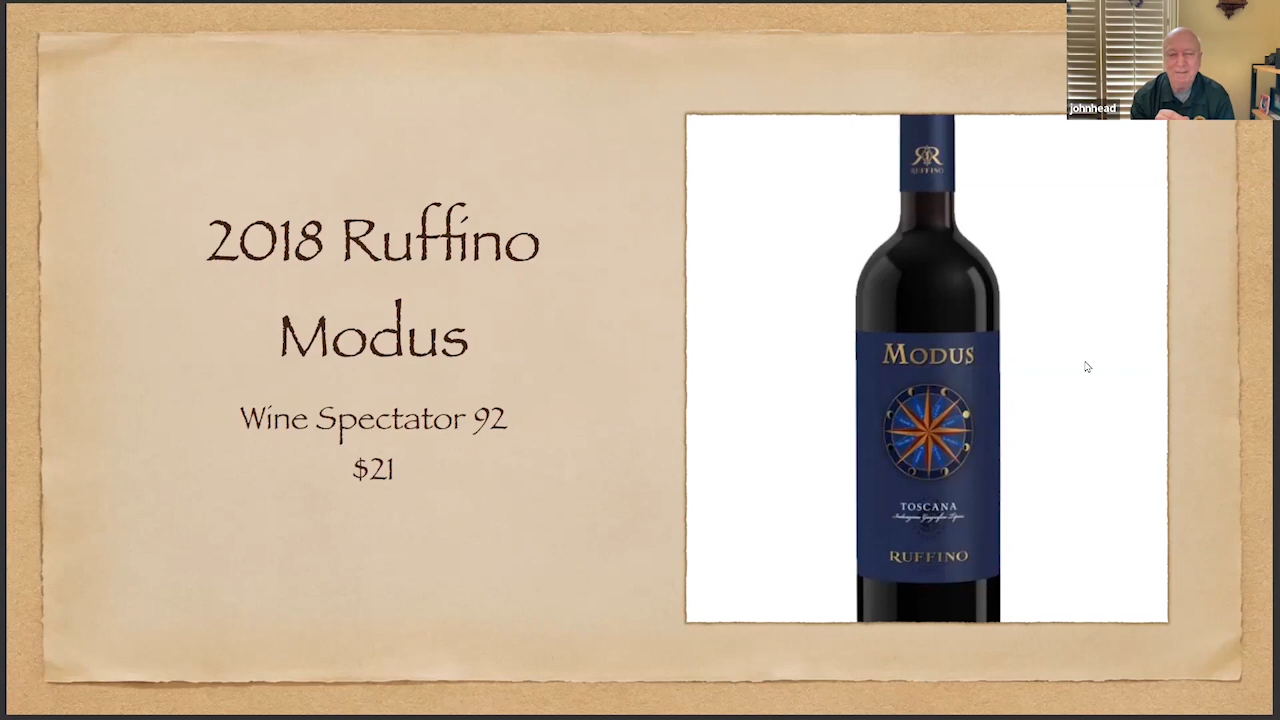 johnhead
2018 Ruffino
Modus
Wine Spectator 92
$21
RUFFINO
MODUS
TOSCANA
RUFFINO